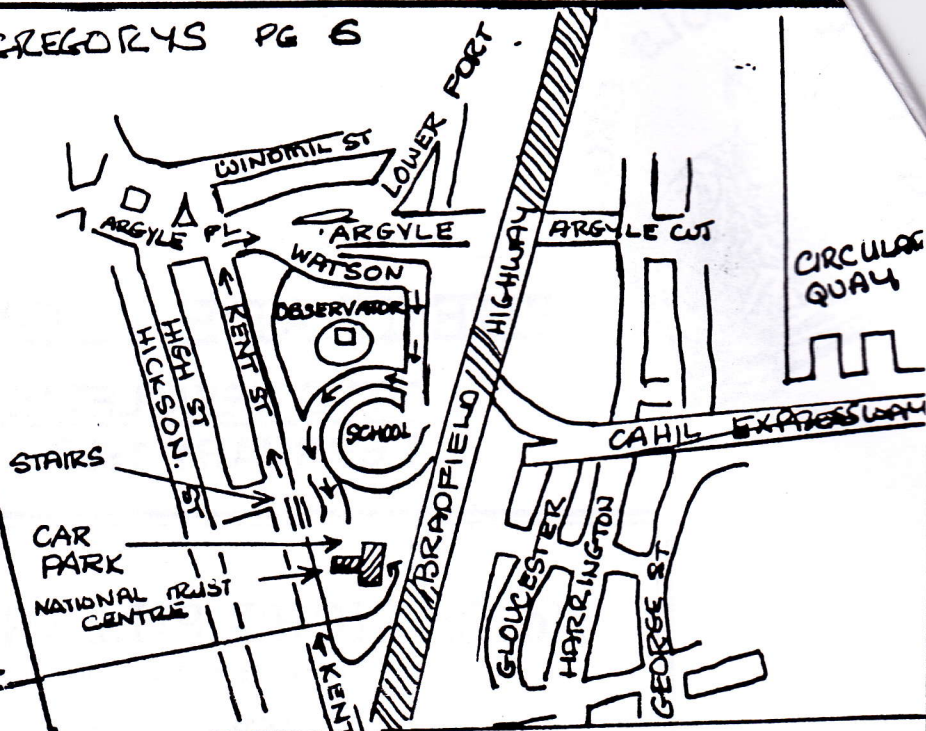 GREGORYS PG 6
LOWER FORT
WINDMIL ST
ARGYLE PL
ARGYLE
ARGYLE CUT
WATSON
CIRCULAR
QUAY
OBSERVATOR
HIGHWAY
KENT ST
HIGH ST
HICKSON. ST
SCHOOL
BRADFIELD
CAHIL EXPRESSWAY
STAIRS
CAR
PARK
NATIONAL TRUST
CENTRE
GLOUCESTER
HARRINGTON
GEORGE ST
KENT